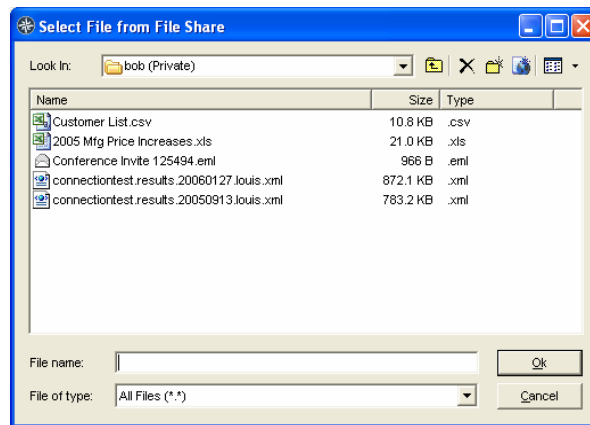 Select File from File Share
Look In: bob (Private)
Name Size Type
Customer List.csv 10.8 KB .csv
2005 Mfg Price Increases.xls 21.0 KB .xls
Conference Invite 125494.eml 966 B .eml
connectiontest.results.20060127.louis.xml 872.1 KB .xml
connectiontest.results.20050913.louis.xml 783.2 KB .xml
File name: Ok
File of type: All Files (*.*) Cancel